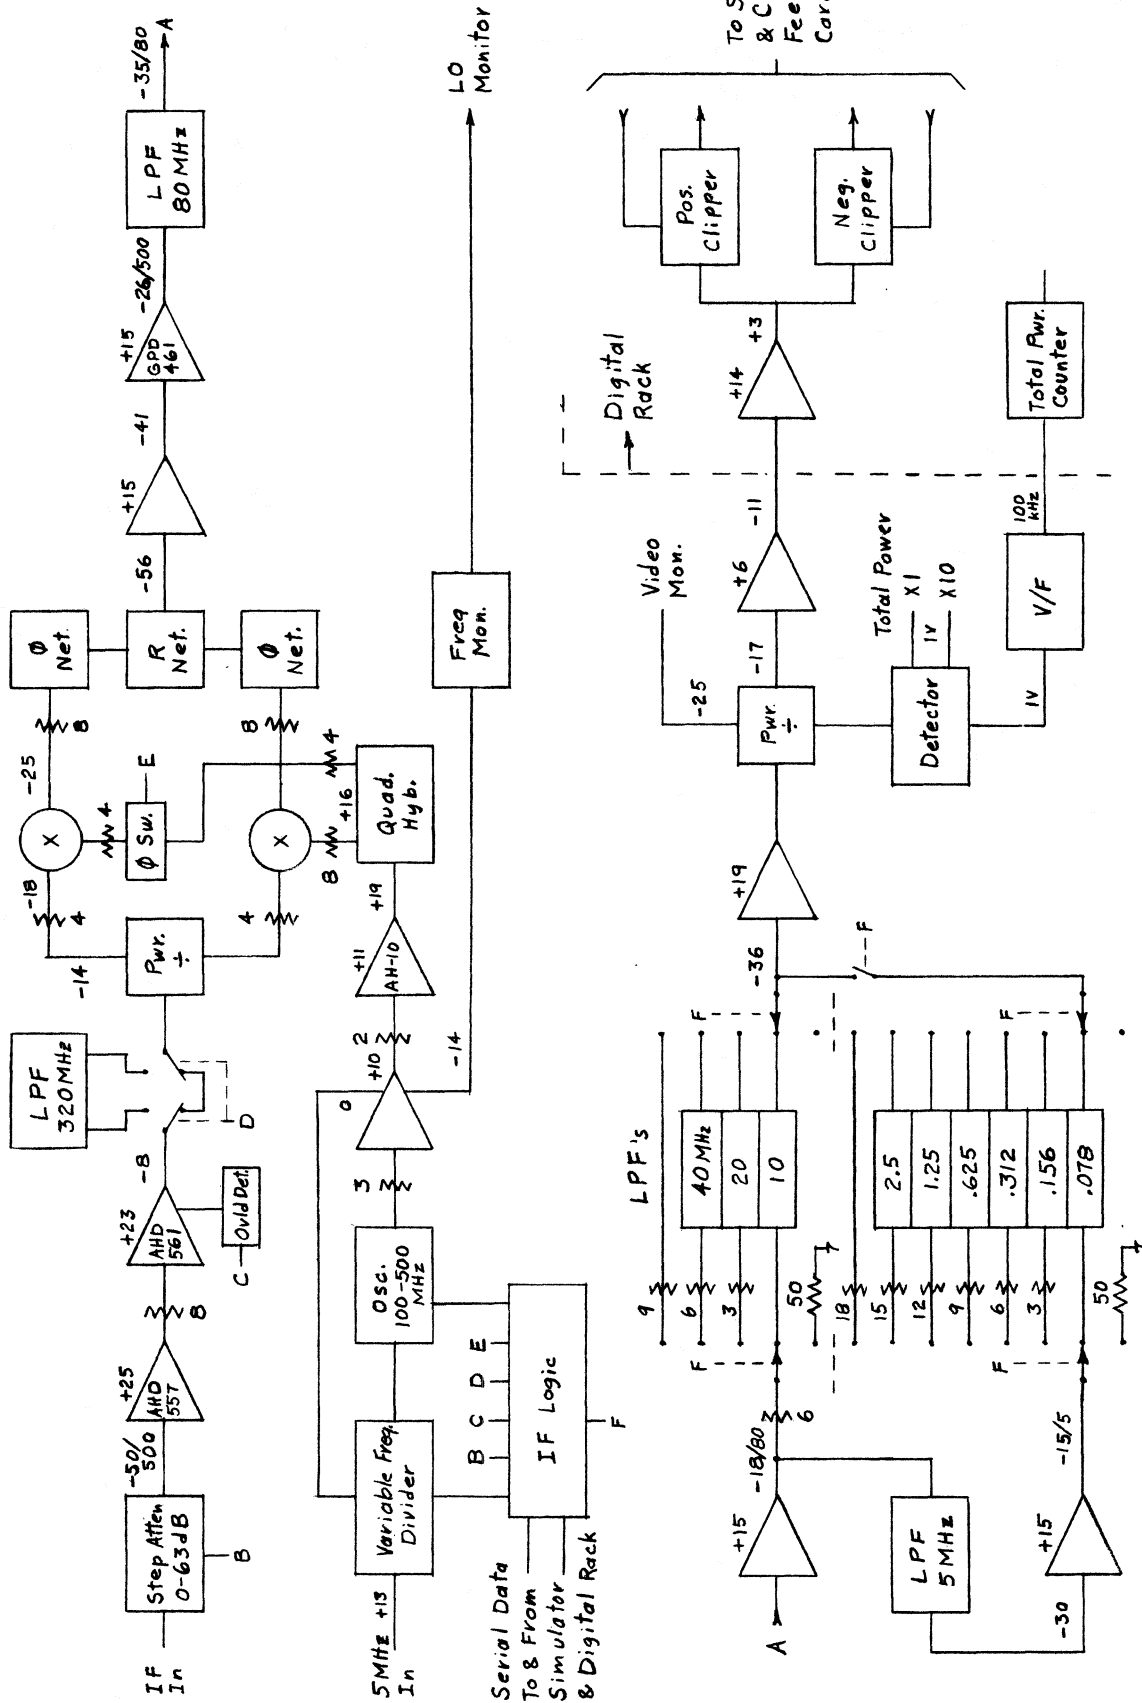 IF
In
Step Atten
0-63dB
B
-50/
500
+25
AHD
557
8
+23
AHD
561
C
Ovld Det.
-8
LPF
320MHz
D
Pwr.
÷
-14
-18
4
4
X
X
-25
4
Ø Sw.
E
8
8
Ø
Net.
R
Net.
Ø
Net.
-56
+15
-41
+15
GPD
461
-26/500
LPF
80MHz
-35/80
A
5MHz +13
In
Variable Freq.
Divider
Osc.
100-500
MHz
3
0
+10
2
-14
+11
AH-10
+19
Quad.
Hyb.
8
+16
4
Freq
Mon.
LO
Monitor
Serial Data
To & From
Simulator
& Digital Rack
B
C
D
E
IF Logic
F
A
+15
-18/80
6
LPF
5MHz
-30
+15
-15/5
F
F
LPF's
9
6
3
40MHz
20
10
50
18
15
12
9
6
3
2.5
1.25
.625
.312
.156
.078
50
F
F
-36
F
+19
Pwr.
÷
-25
Video
Mon.
-17
+6
-11
Detector
Total Power
X1
1V
X10
1V
V/F
100
kHz
Digital
Rack
+14
+3
Total Pwr.
Counter
Pos.
Clipper
Neg.
Clipper
To S
& C
Fee
Car